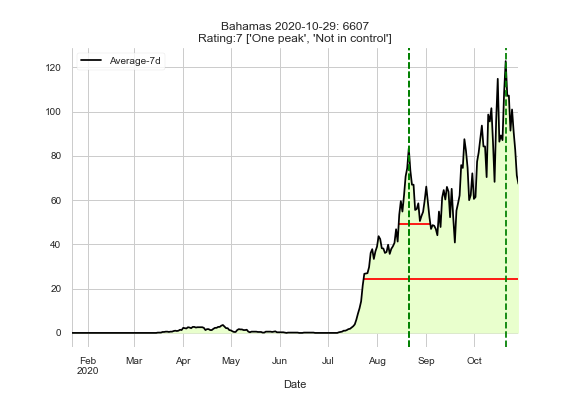 Bahamas 2020-10-29: 6607
Rating:7 ['One peak', 'Not in control']
Average-7d
120
100
80
60
40
20
0
Feb Mar Apr May Jun Jul Aug Sep Oct
2020
Date